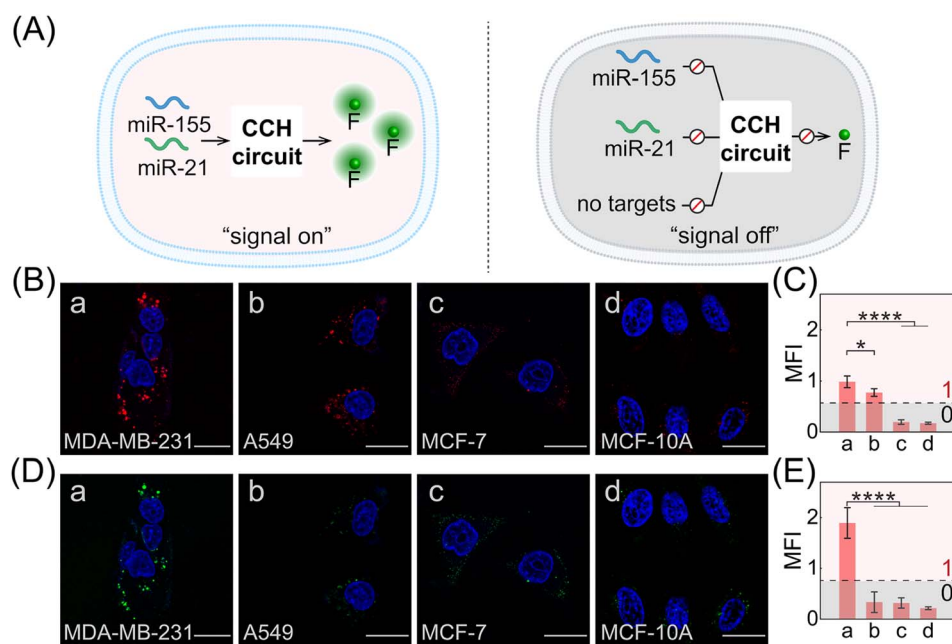 (A)
miR-155
miR-21
CCH
circuit
F
F
F
“signal on”
miR-155
miR-21
no targets
CCH
circuit
F
“signal off”
(B)
a
MDA-MB-231
b
A549
c
MCF-7
d
MCF-10A
(C)
MFI
2
1
0
****
*
1
0
a b c d
(D)
a
MDA-MB-231
b
A549
c
MCF-7
d
MCF-10A
(E)
MFI
2
1
0
****
1
0
a b c d